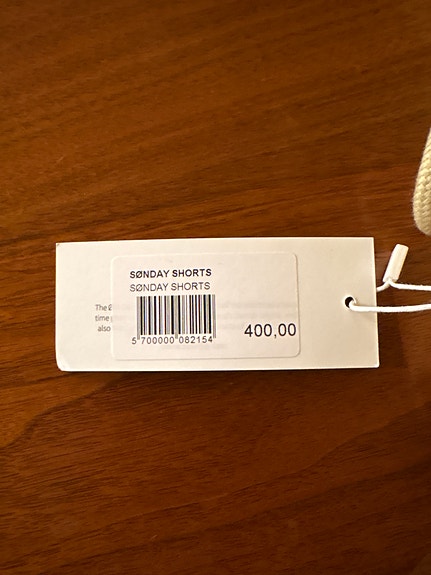 SØNDAY SHORTS
SØNDAY SHORTS
The
time
also
5 700000 082154
400,00